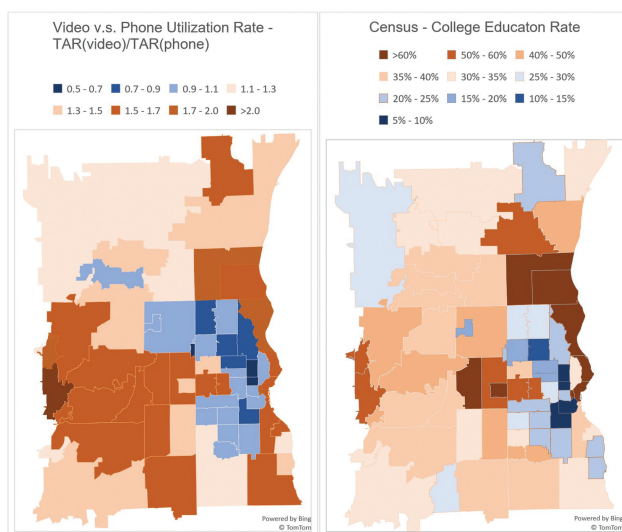 Video v.s. Phone Utilization Rate -
TAR(video)/TAR(phone)
0.5 - 0.7 0.7 - 0.9 0.9 - 1.1 1.1 - 1.3
1.3 - 1.5 1.5 - 1.7 1.7 - 2.0 >2.0
Powered by Bing
© TomTom
Census - College Educaton Rate
>60% 50% - 60% 40% - 50%
35% - 40% 30% - 35% 25% - 30%
20% - 25% 15% - 20% 10% - 15%
5% - 10%
Powered by Bing
© TomTom